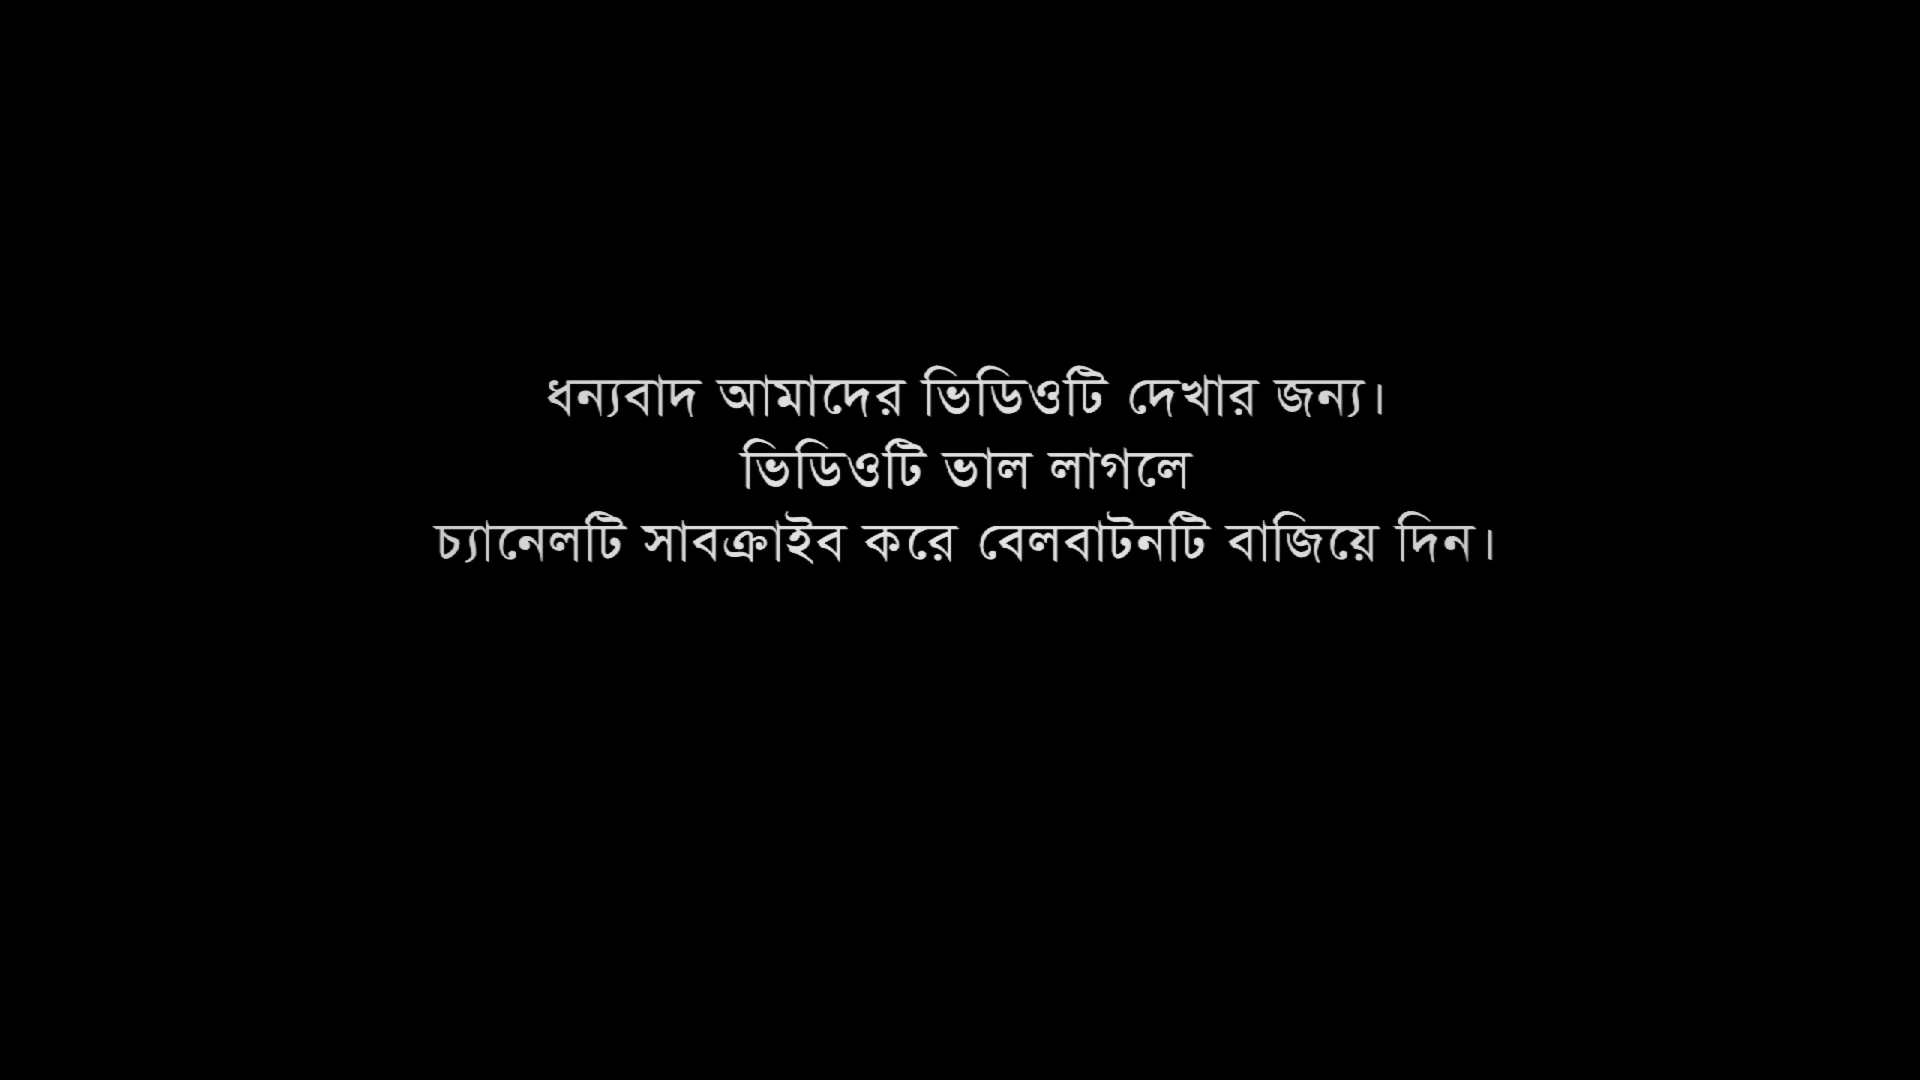 ধন্যবাদ আমাদের ভিডিওটি দেখার জন্য।
ভিডিওটি ভাল লাগলে
চ্যানেলটি সাবক্রাইব করে বেলবাটনটি বাজিয়ে দিন।